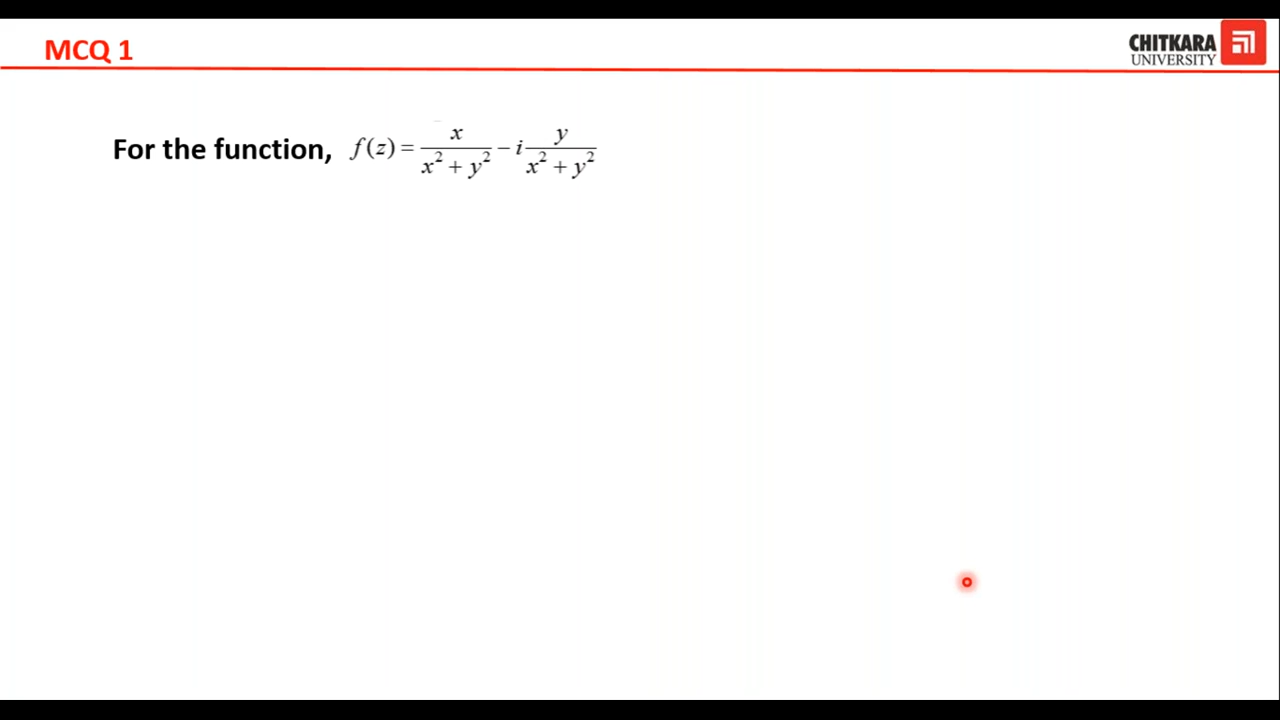 MCQ 1
CHITKARA
UNIVERSITY
For the function, f(z) = x/(x² + y²) − i y/(x² + y²)